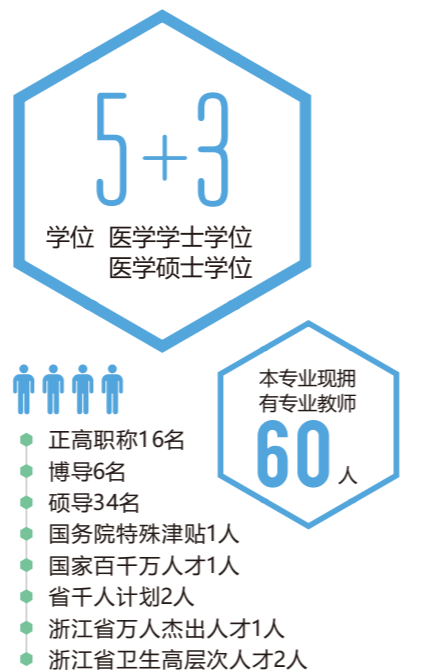 5+3
学位 医学学士学位
医学硕士学位
本专业现拥
有专业教师
60人
正高职称16名
博导6名
硕导34名
国务院特殊津贴1人
国家百千万人才1人
省千人计划2人
浙江省万人杰出人才1人
浙江省卫生高层次人才2人